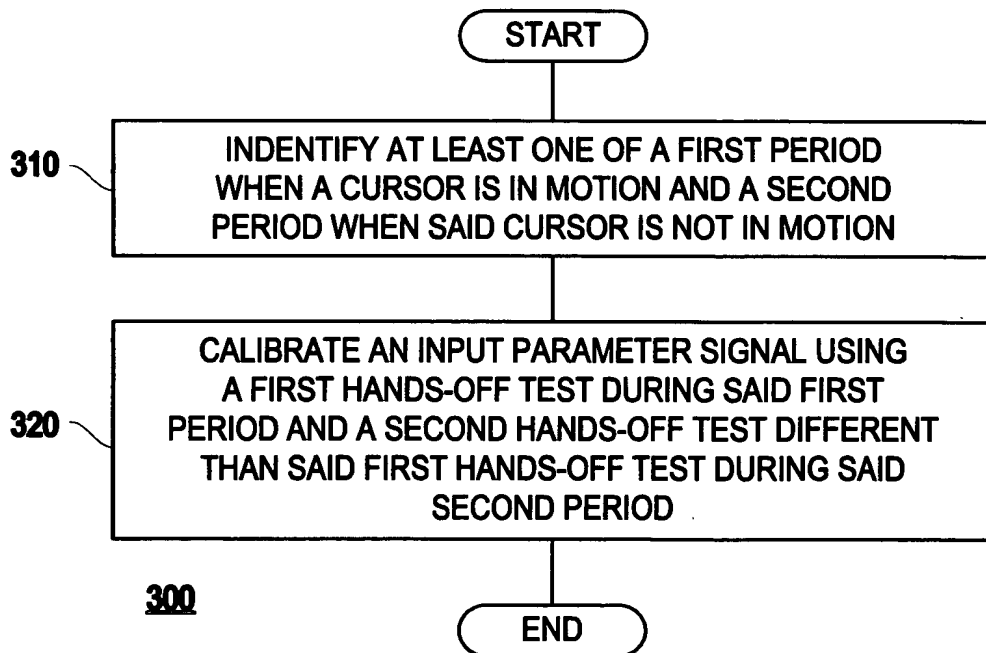 START
310
INDENTIFY AT LEAST ONE OF A FIRST PERIOD
WHEN A CURSOR IS IN MOTION AND A SECOND
PERIOD WHEN SAID CURSOR IS NOT IN MOTION
320
CALIBRATE AN INPUT PARAMETER SIGNAL USING
A FIRST HANDS-OFF TEST DURING SAID FIRST
PERIOD AND A SECOND HANDS-OFF TEST DIFFERENT
THAN SAID FIRST HANDS-OFF TEST DURING SAID
SECOND PERIOD
300
END